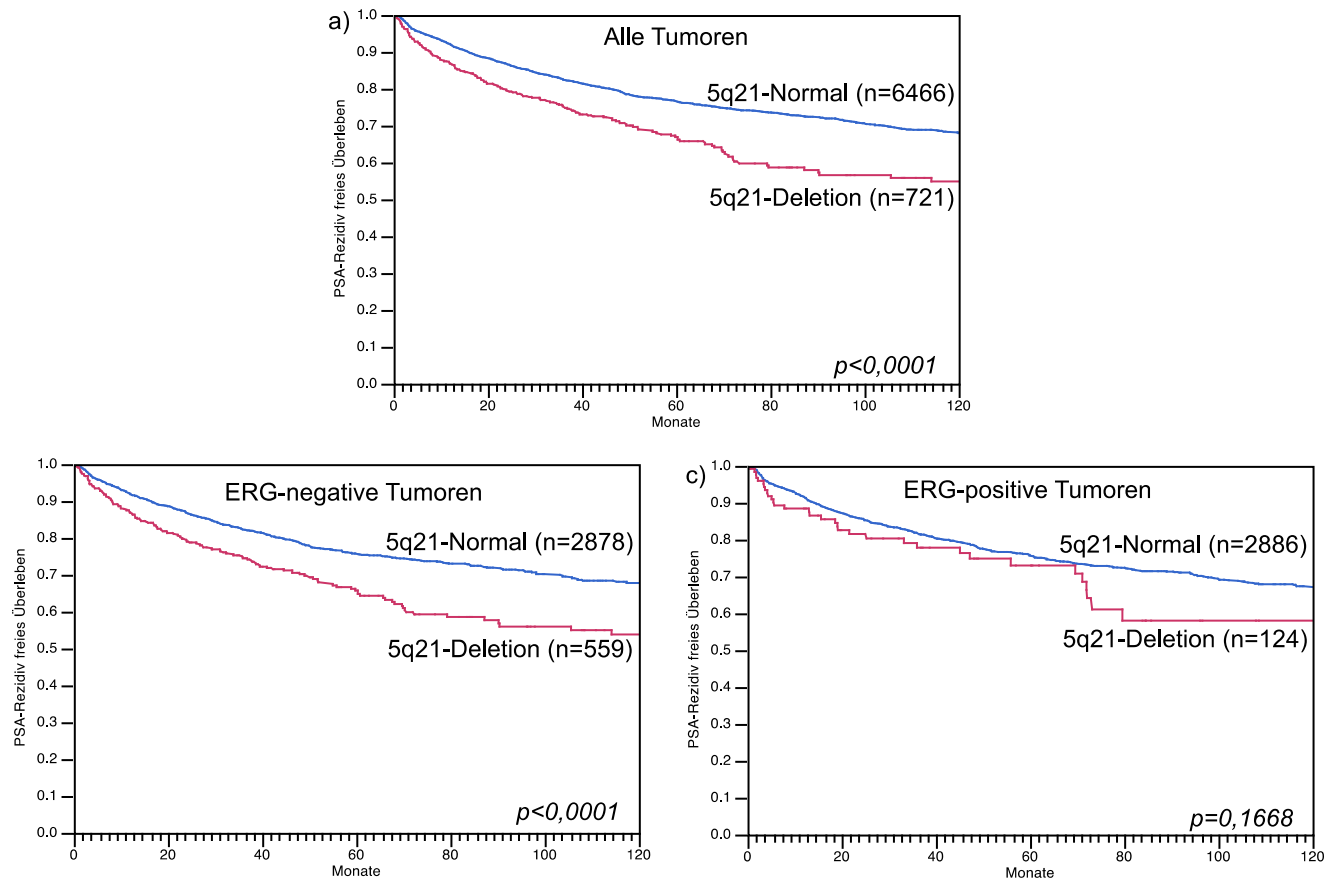 a)
Alle Tumoren
PSA-Rezidiv freies Überleben
1.0
0.9
0.8
0.7
0.6
0.5
0.4
0.3
0.2
0.1
0.0
5q21-Normal (n=6466)
5q21-Deletion (n=721)
p<0,0001
0 20 40 60 80 100 120
Monate
ERG-negative Tumoren
PSA-Rezidiv freies Überleben
1.0
0.9
0.8
0.7
0.6
0.5
0.4
0.3
0.2
0.1
0.0
5q21-Normal (n=2878)
5q21-Deletion (n=559)
p<0,0001
0 20 40 60 80 100 120
Monate
c)
ERG-positive Tumoren
PSA-Rezidiv freies Überleben
1.0
0.9
0.8
0.7
0.6
0.5
0.4
0.3
0.2
0.1
0.0
5q21-Normal (n=2886)
5q21-Deletion (n=124)
p=0,1668
0 20 40 60 80 100 120
Monate